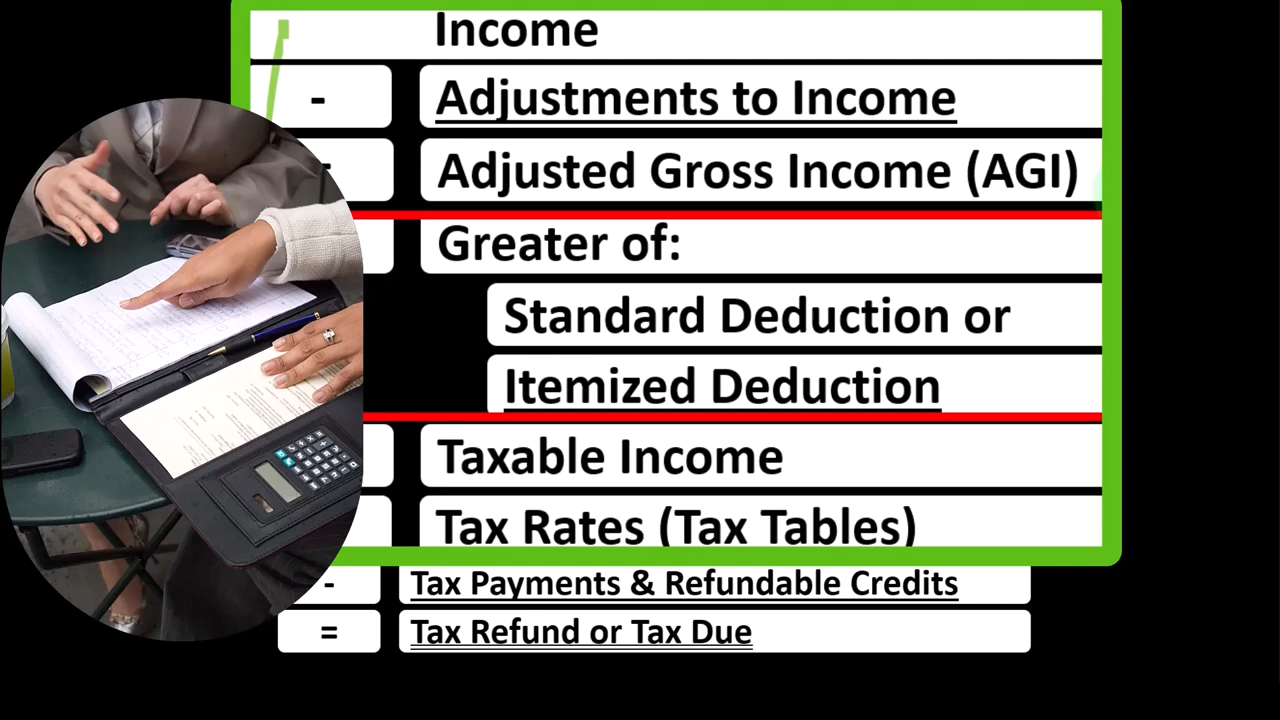 Income
- Adjustments to Income
Adjusted Gross Income (AGI)
Greater of:
Standard Deduction or
Itemized Deduction
Taxable Income
Tax Rates (Tax Tables)
- Tax Payments & Refundable Credits
= Tax Refund or Tax Due